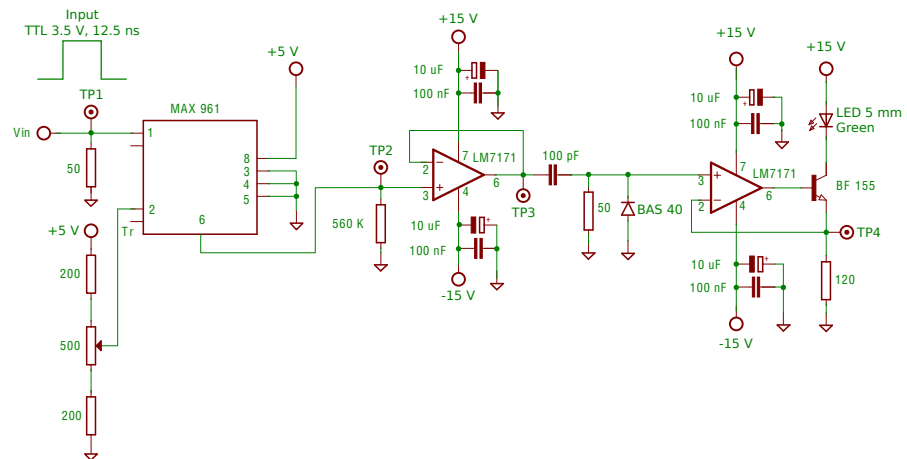 Input
TTL 3.5 V, 12.5 ns
TP1
Vin
50
MAX 961
1
2
Tr
6
8
3
4
5
+5 V
+5 V
200
500
200
TP2
560 K
+15 V
10 uF
+
100 nF
LM7171
2
3
7
4
6
10 uF
+
100 nF
-15 V
TP3
100 pF
50
BAS 40
+15 V
10 uF
+
100 nF
LM7171
3
2
7
4
6
10 uF
+
100 nF
-15 V
+15 V
LED 5 mm
Green
BF 155
TP4
120